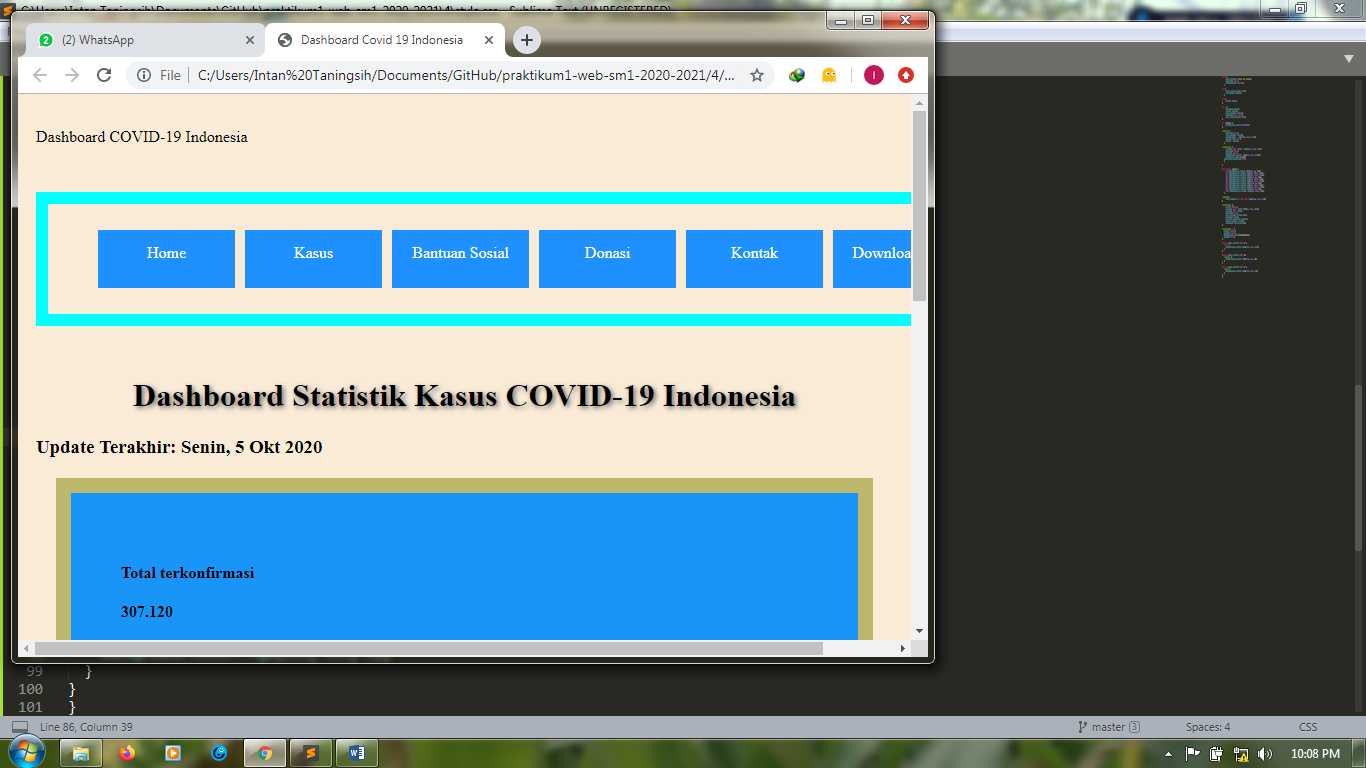 C:\Users\Intan Taningsih\Documents\GitHub\praktikum1-web-sm1-2020-2021\4\style.css - Sublime Text (UNREGISTERED)
(2) WhatsApp
Dashboard Covid 19 Indonesia
File
C:/Users/Intan%20Taningsih/Documents/GitHub/praktikum1-web-sm1-2020-2021/4/...
I
Dashboard COVID-19 Indonesia
Home
Kasus
Bantuan Sosial
Donasi
Kontak
Downloa
Dashboard Statistik Kasus COVID-19 Indonesia
Update Terakhir: Senin, 5 Okt 2020
Total terkonfirmasi
307.120
99 }
100 }
101 }
Line 86, Column 39
master 3
Spaces: 4
CSS
10:08 PM